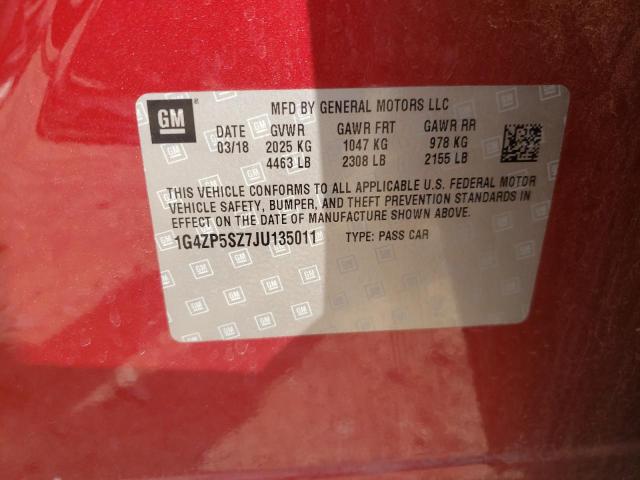 GM® MFD BY GENERAL MOTORS LLC
DATE GVWR GAWR FRT GAWR RR
03/18 2025 KG 1047 KG 978 KG
4463 LB 2308 LB 2155 LB
THIS VEHICLE CONFORMS TO ALL APPLICABLE U.S. FEDERAL MOTOR
VEHICLE SAFETY, BUMPER, AND THEFT PREVENTION STANDARDS IN
EFFECT ON THE DATE OF MANUFACTURE SHOWN ABOVE.
1G4ZP5SZ7JU135011 TYPE: PASS CAR